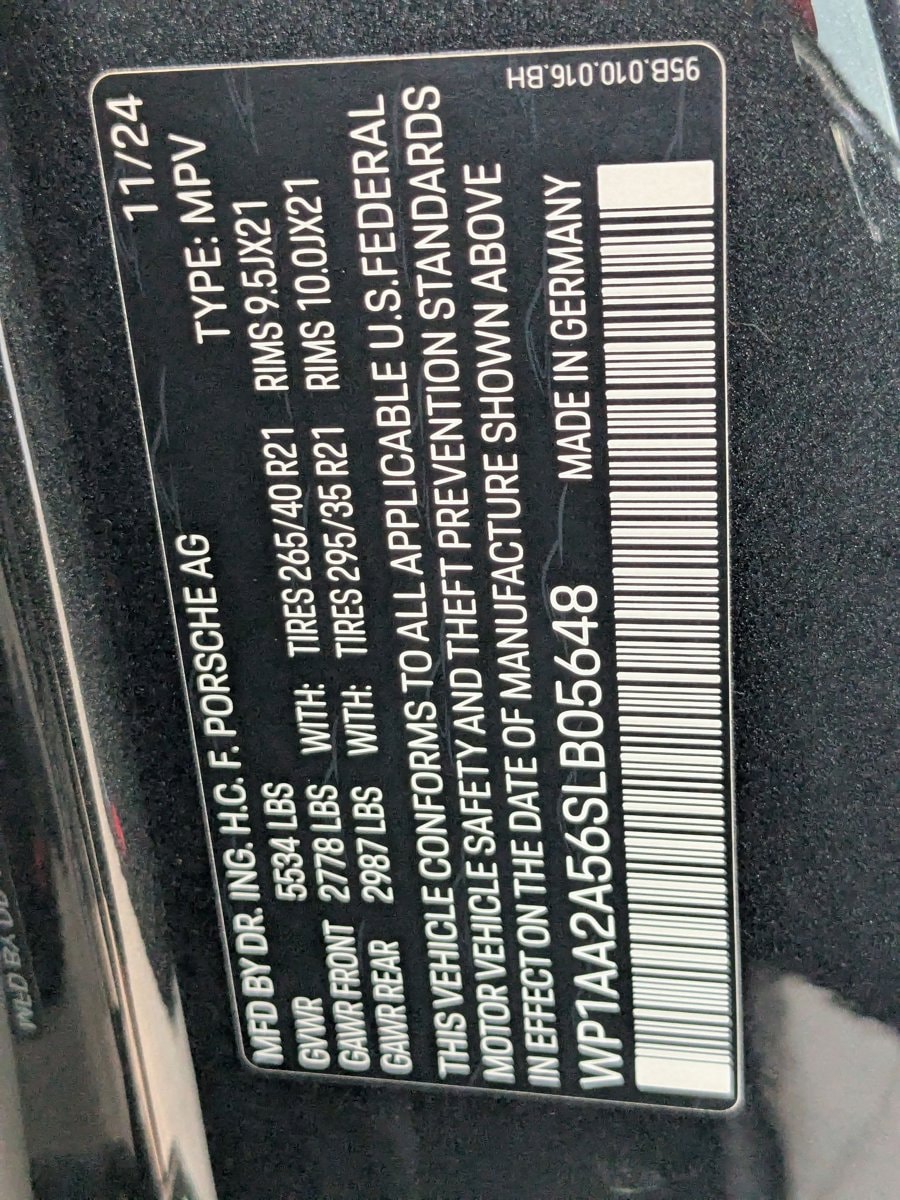 MFD BY DR. ING. H.C. F. PORSCHE AG 11/24
GVWR 5534 LBS TYPE: MPV
GAWR FRONT 2778 LBS WITH: TIRES 265/40 R21 RIMS 9.5JX21
GAWR REAR 2987 LBS WITH: TIRES 295/35 R21 RIMS 10.0JX21
THIS VEHICLE CONFORMS TO ALL APPLICABLE U.S.FEDERAL
MOTOR VEHICLE SAFETY AND THEFT PREVENTION STANDARDS
IN EFFECT ON THE DATE OF MANUFACTURE SHOWN ABOVE
WP1AA2A56SLB05648 MADE IN GERMANY
95B.010.016.BH